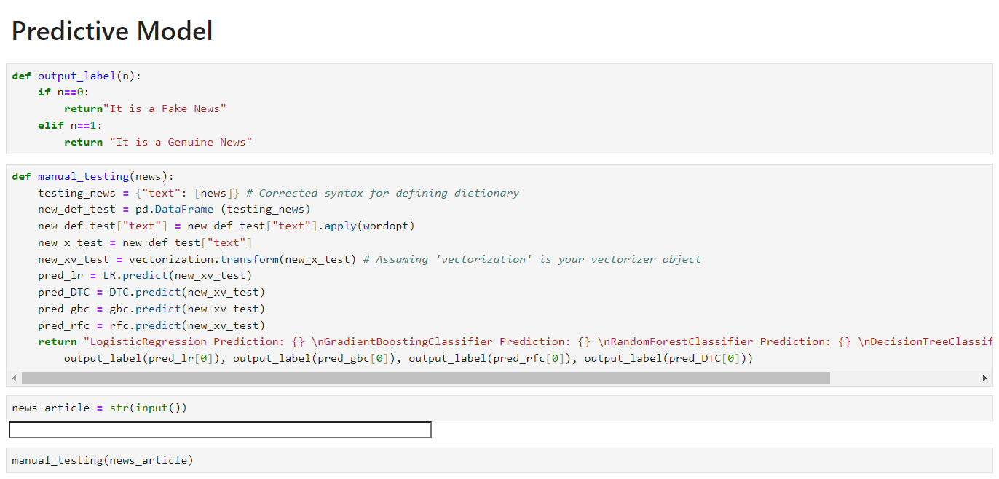 Predictive Model
def output_label(n):
    if n==0:
        return"It is a Fake News"
    elif n==1:
        return "It is a Genuine News"
def manual_testing(news):
    testing_news = {"text": [news]} # Corrected syntax for defining dictionary
    new_def_test = pd.DataFrame (testing_news)
    new_def_test["text"] = new_def_test["text"].apply(wordopt)
    new_x_test = new_def_test["text"]
    new_xv_test = vectorization.transform(new_x_test) # Assuming 'vectorization' is your vectorizer object
    pred_lr = LR.predict(new_xv_test)
    pred_DTC = DTC.predict(new_xv_test)
    pred_gbc = gbc.predict(new_xv_test)
    pred_rfc = rfc.predict(new_xv_test)
    return "LogisticRegression Prediction: {} \nGradientBoostingClassifier Prediction: {} \nRandomForestClassifier Prediction: {} \nDecisionTreeClassif
        output_label(pred_lr[0]), output_label(pred_gbc[0]), output_label(pred_rfc[0]), output_label(pred_DTC[0]))
news_article = str(input())
manual_testing(news_article)